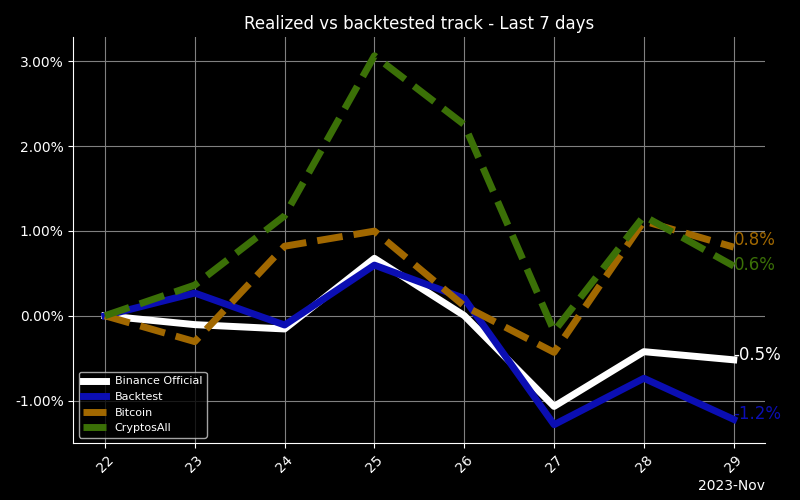 Realized vs backtested track - Last 7 days
3.00%
2.00%
1.00%
0.00%
-1.00%
0.8%
0.6%
-0.5%
-1.2%
Binance Official
Backtest
Bitcoin
CryptosAll
22
23
24
25
26
27
28
29
2023-Nov